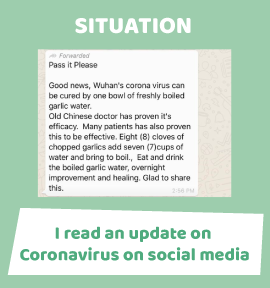 SITUATION
Forwarded
Pass it Please
Good news, Wuhan's corona virus can
be cured by one bowl of freshly boiled
garlic water.
Old Chinese doctor has proven it's
efficacy.  Many patients has also proven
this to be effective. Eight (8) cloves of
chopped garlics add seven (7)cups of
water and bring to boil.,  Eat and drink
the boiled garlic water, overnight
improvement and healing. Glad to share
this.
2:56 PM
I read an update on
Coronavirus on social media